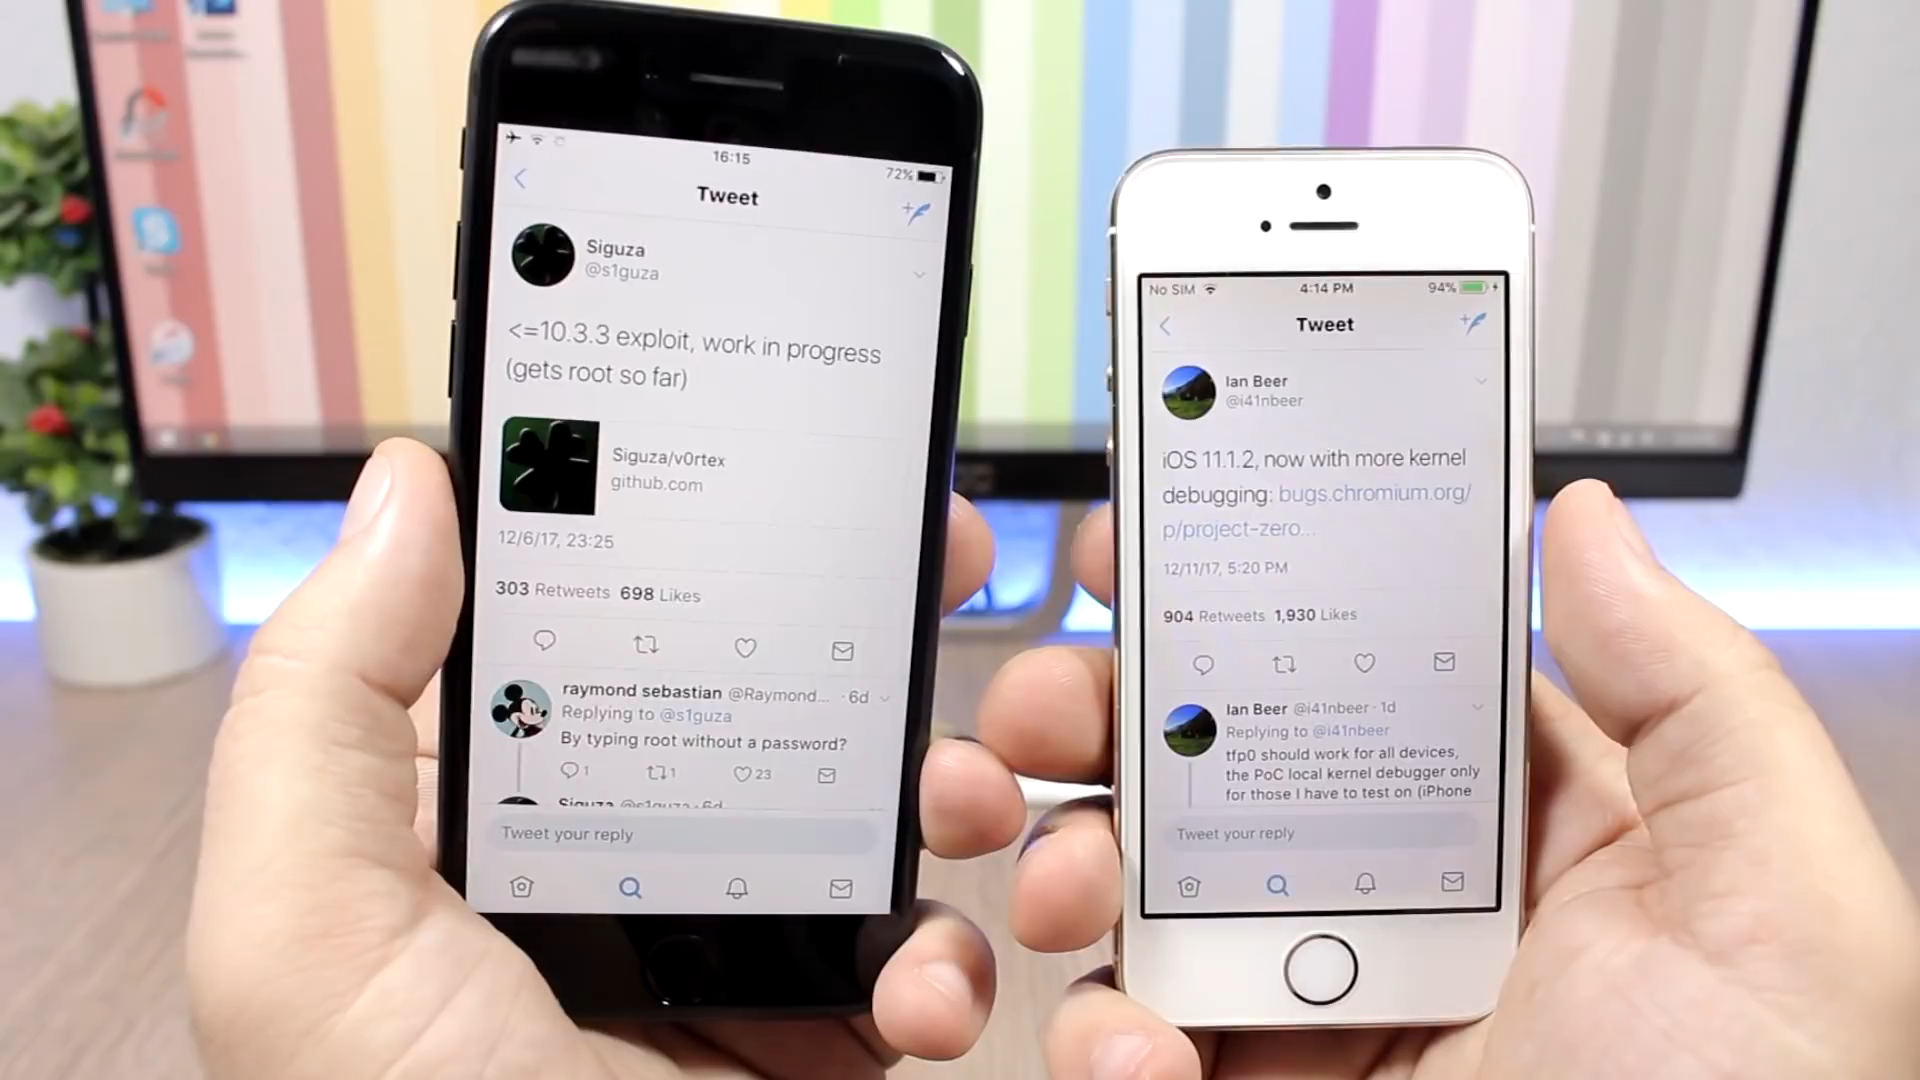 16:15
72%
Tweet
Siguza
@s1guza
<=10.3.3 exploit, work in progress
(gets root so far)
Siguza/v0rtex
github.com
12/6/17, 23:25
303 Retweets 698 Likes
raymond sebastian @Raymond... · 6d
Replying to @s1guza
By typing root without a password?
1
1
23
Siguza @s1guza · 6d
Tweet your reply
No SIM
4:14 PM
94%
Tweet
Ian Beer
@i41nbeer
iOS 11.1.2, now with more kernel
debugging: bugs.chromium.org/
p/project-zero...
12/11/17, 5:20 PM
904 Retweets 1,930 Likes
Ian Beer @i41nbeer · 1d
Replying to @i41nbeer
tfp0 should work for all devices,
the PoC local kernel debugger only
for those I have to test on (iPhone
Tweet your reply